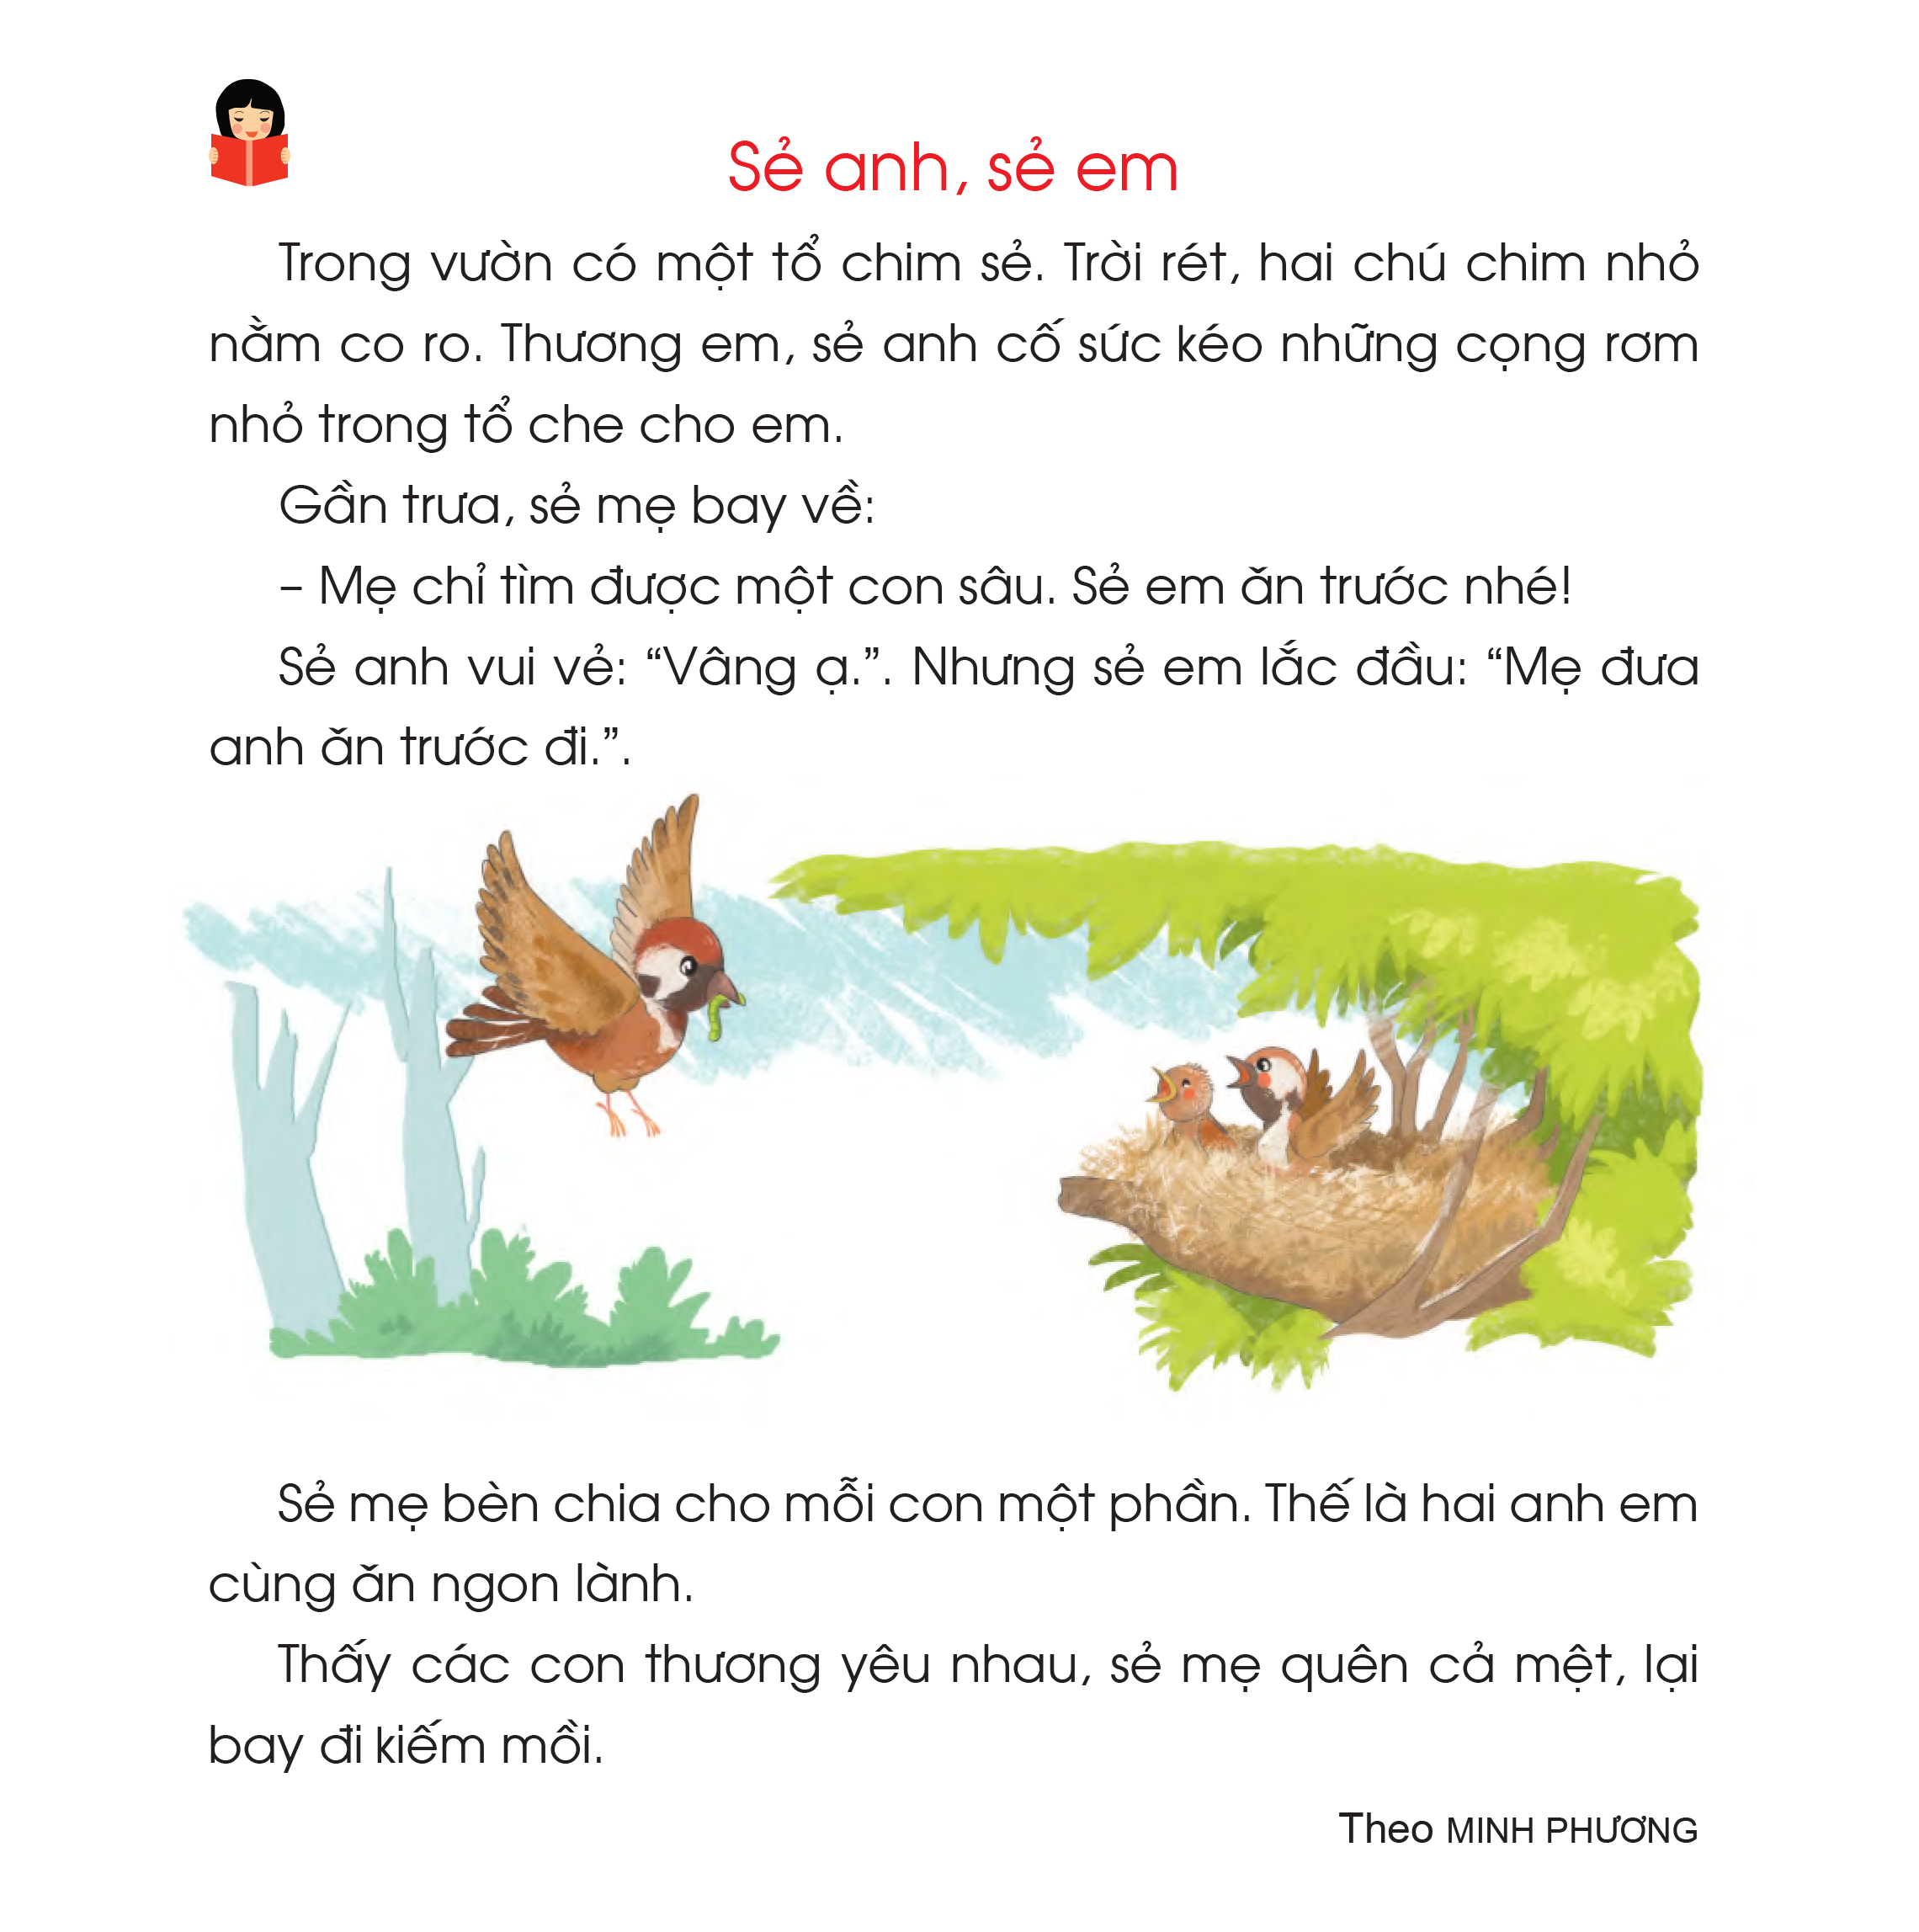 Sẻ anh, sẻ em
Trong vườn có một tổ chim sẻ. Trời rét, hai chú chim nhỏ
nằm co ro. Thương em, sẻ anh cố sức kéo những cọng rơm
nhỏ trong tổ che cho em.
Gần trưa, sẻ mẹ bay về:
– Mẹ chỉ tìm được một con sâu. Sẻ em ăn trước nhé!
Sẻ anh vui vẻ: “Vâng ạ.”. Nhưng sẻ em lắc đầu: “Mẹ đưa
anh ăn trước đi.”.
Sẻ mẹ bèn chia cho mỗi con một phần. Thế là hai anh em
cùng ăn ngon lành.
Thấy các con thương yêu nhau, sẻ mẹ quên cả mệt, lại
bay đi kiếm mồi.
Theo MINH PHƯƠNG